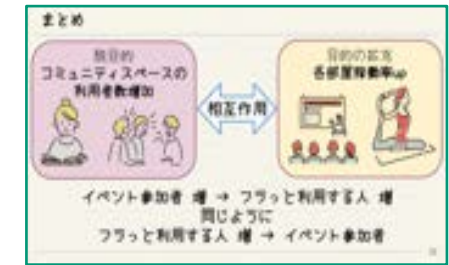 まとめ
脱目的
コミュニティスペースの
利用者数増加
相互作用
目的の拡充
各部屋稼働率up
イベント参加者 増 → フラっと利用する人 増
同じように
フラっと利用する人 増 → イベント参加者